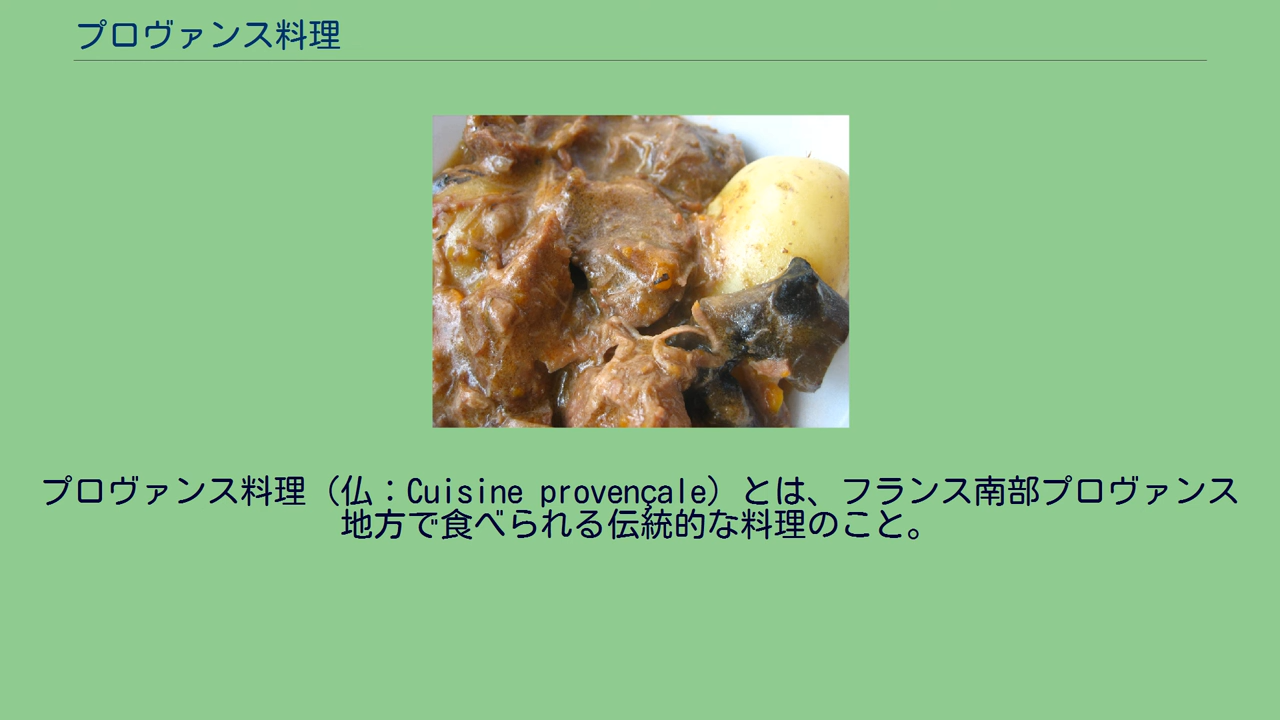 プロヴァンス料理
プロヴァンス料理（仏：Cuisine provençale）とは、フランス南部プロヴァンス
地方で食べられる伝統的な料理のこと。